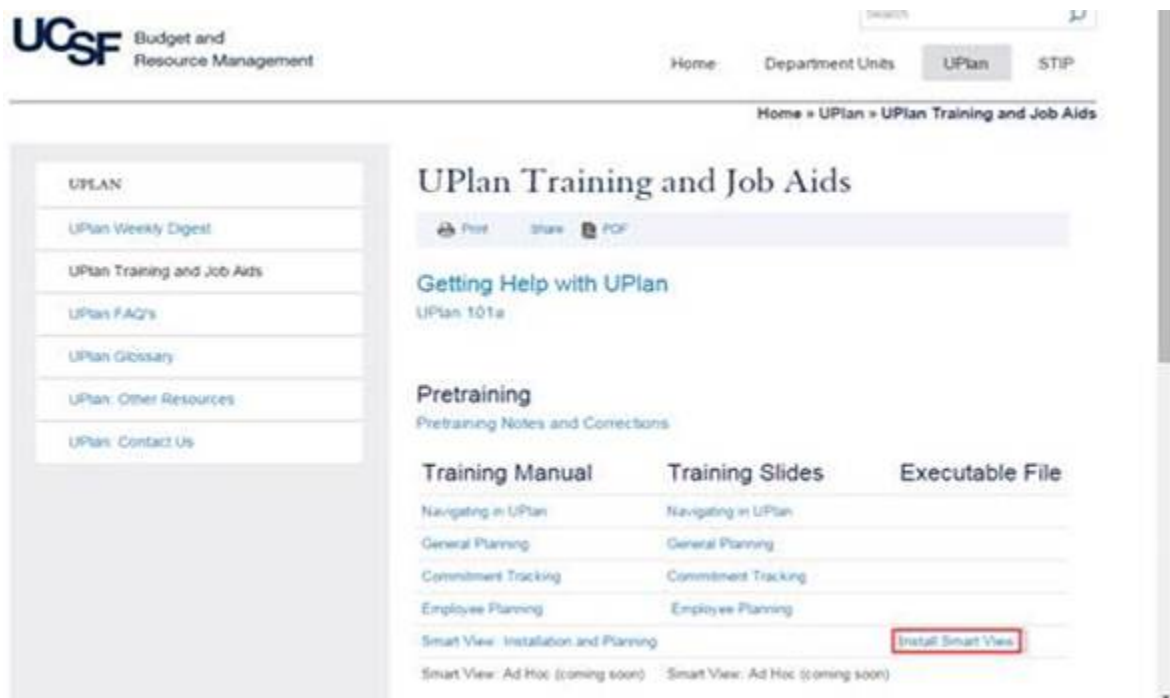 Search
UCSF Budget and
Resource Management
Home Department Units UPlan STIP
Home » UPlan » UPlan Training and Job Aids
UPLAN
UPlan Weekly Digest
UPlan Training and Job Aids
UPlan FAQ's
UPlan Glossary
UPlan: Other Resources
UPlan: Contact Us
UPlan Training and Job Aids
Print Share PDF
Getting Help with UPlan
UPlan 101a
Pretraining
Pretraining Notes and Corrections
Training Manual Training Slides Executable File
Navigating in UPlan Navigating in UPlan
General Planning General Planning
Commitment Tracking Commitment Tracking
Employee Planning Employee Planning
Smart View: Installation and Planning Install Smart View
Smart View: Ad Hoc (coming soon) Smart View: Ad Hoc (coming soon)